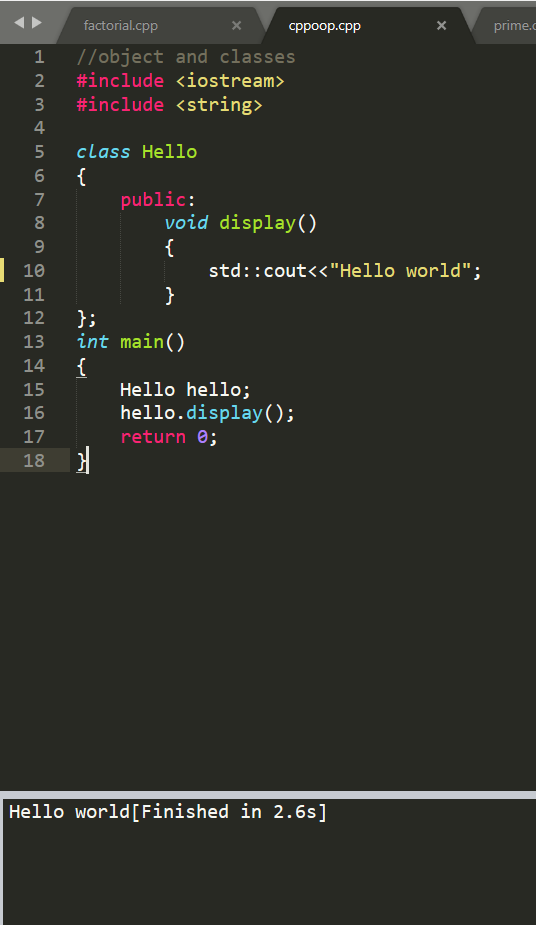 factorial.cpp × cppoop.cpp × prime.c
1 //object and classes
2 #include <iostream>
3 #include <string>
4
5 class Hello
6 {
7 public:
8 void display()
9 {
10 std::cout<<"Hello world";
11 }
12 };
13 int main()
14 {
15 Hello hello;
16 hello.display();
17 return 0;
18 }
Hello world[Finished in 2.6s]